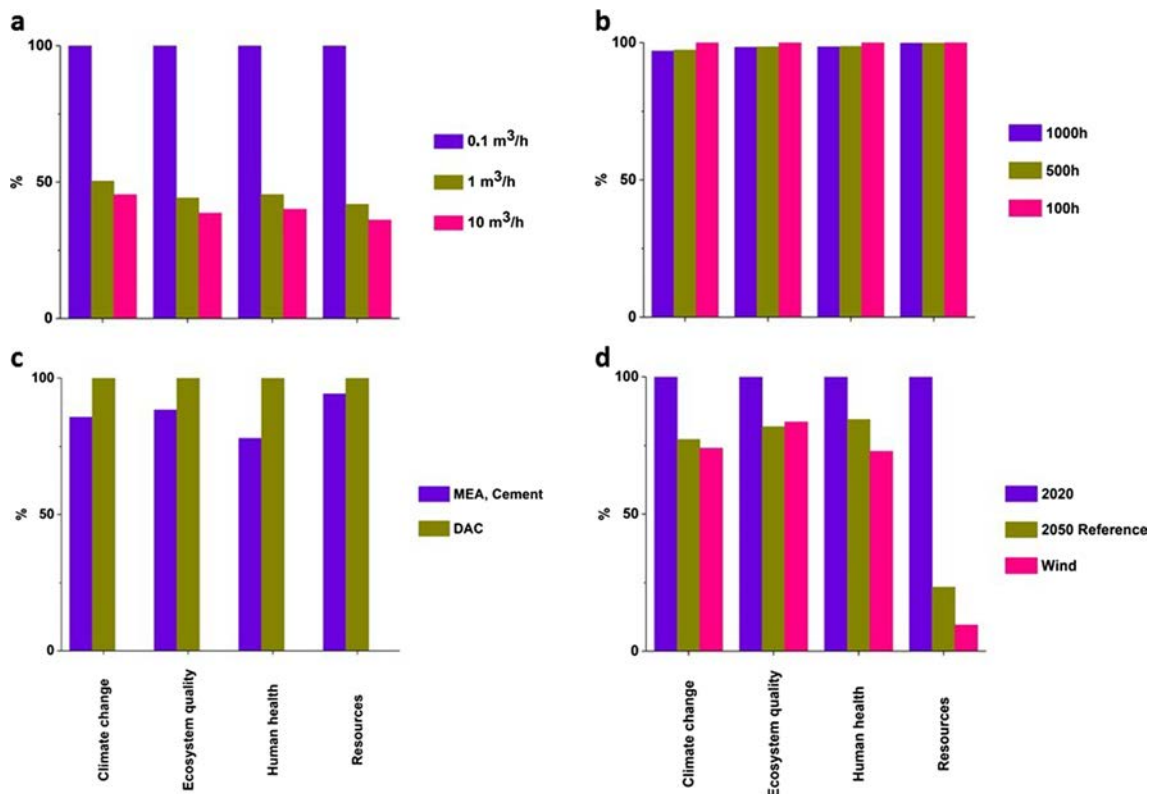 a
100
50
0
%
0.1 m³/h
1 m³/h
10 m³/h
b
100
50
0
%
1000h
500h
100h
c
100
50
0
%
MEA, Cement
DAC
Climate change
Ecosystem quality
Human health
Resources
d
100
50
0
%
2020
2050 Reference
Wind
Climate change
Ecosystem quality
Human health
Resources